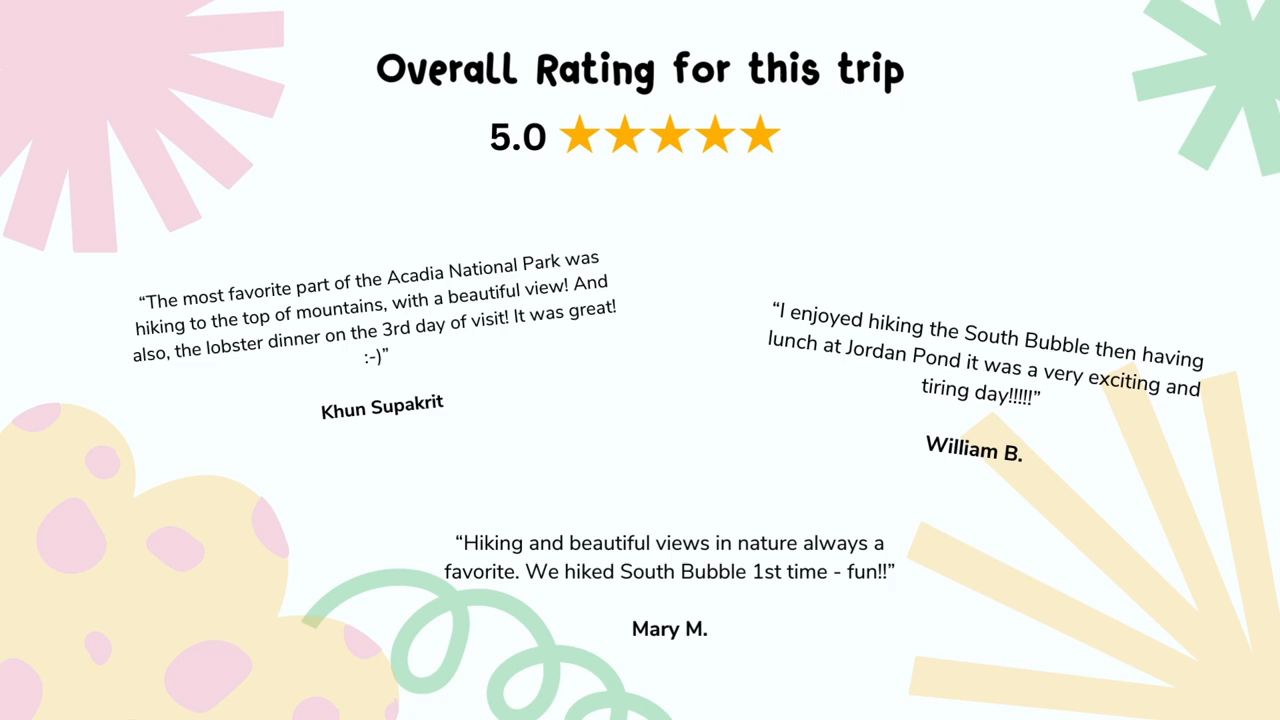 Overall Rating for this trip
5.0 ★★★★★
“The most favorite part of the Acadia National Park was
hiking to the top of mountains, with a beautiful view! And
also, the lobster dinner on the 3rd day of visit! It was great!
:-)”
Khun Supakrit
“I enjoyed hiking the South Bubble then having
lunch at Jordan Pond it was a very exciting and
tiring day!!!!!”
William B.
“Hiking and beautiful views in nature always a
favorite. We hiked South Bubble 1st time - fun!!”
Mary M.